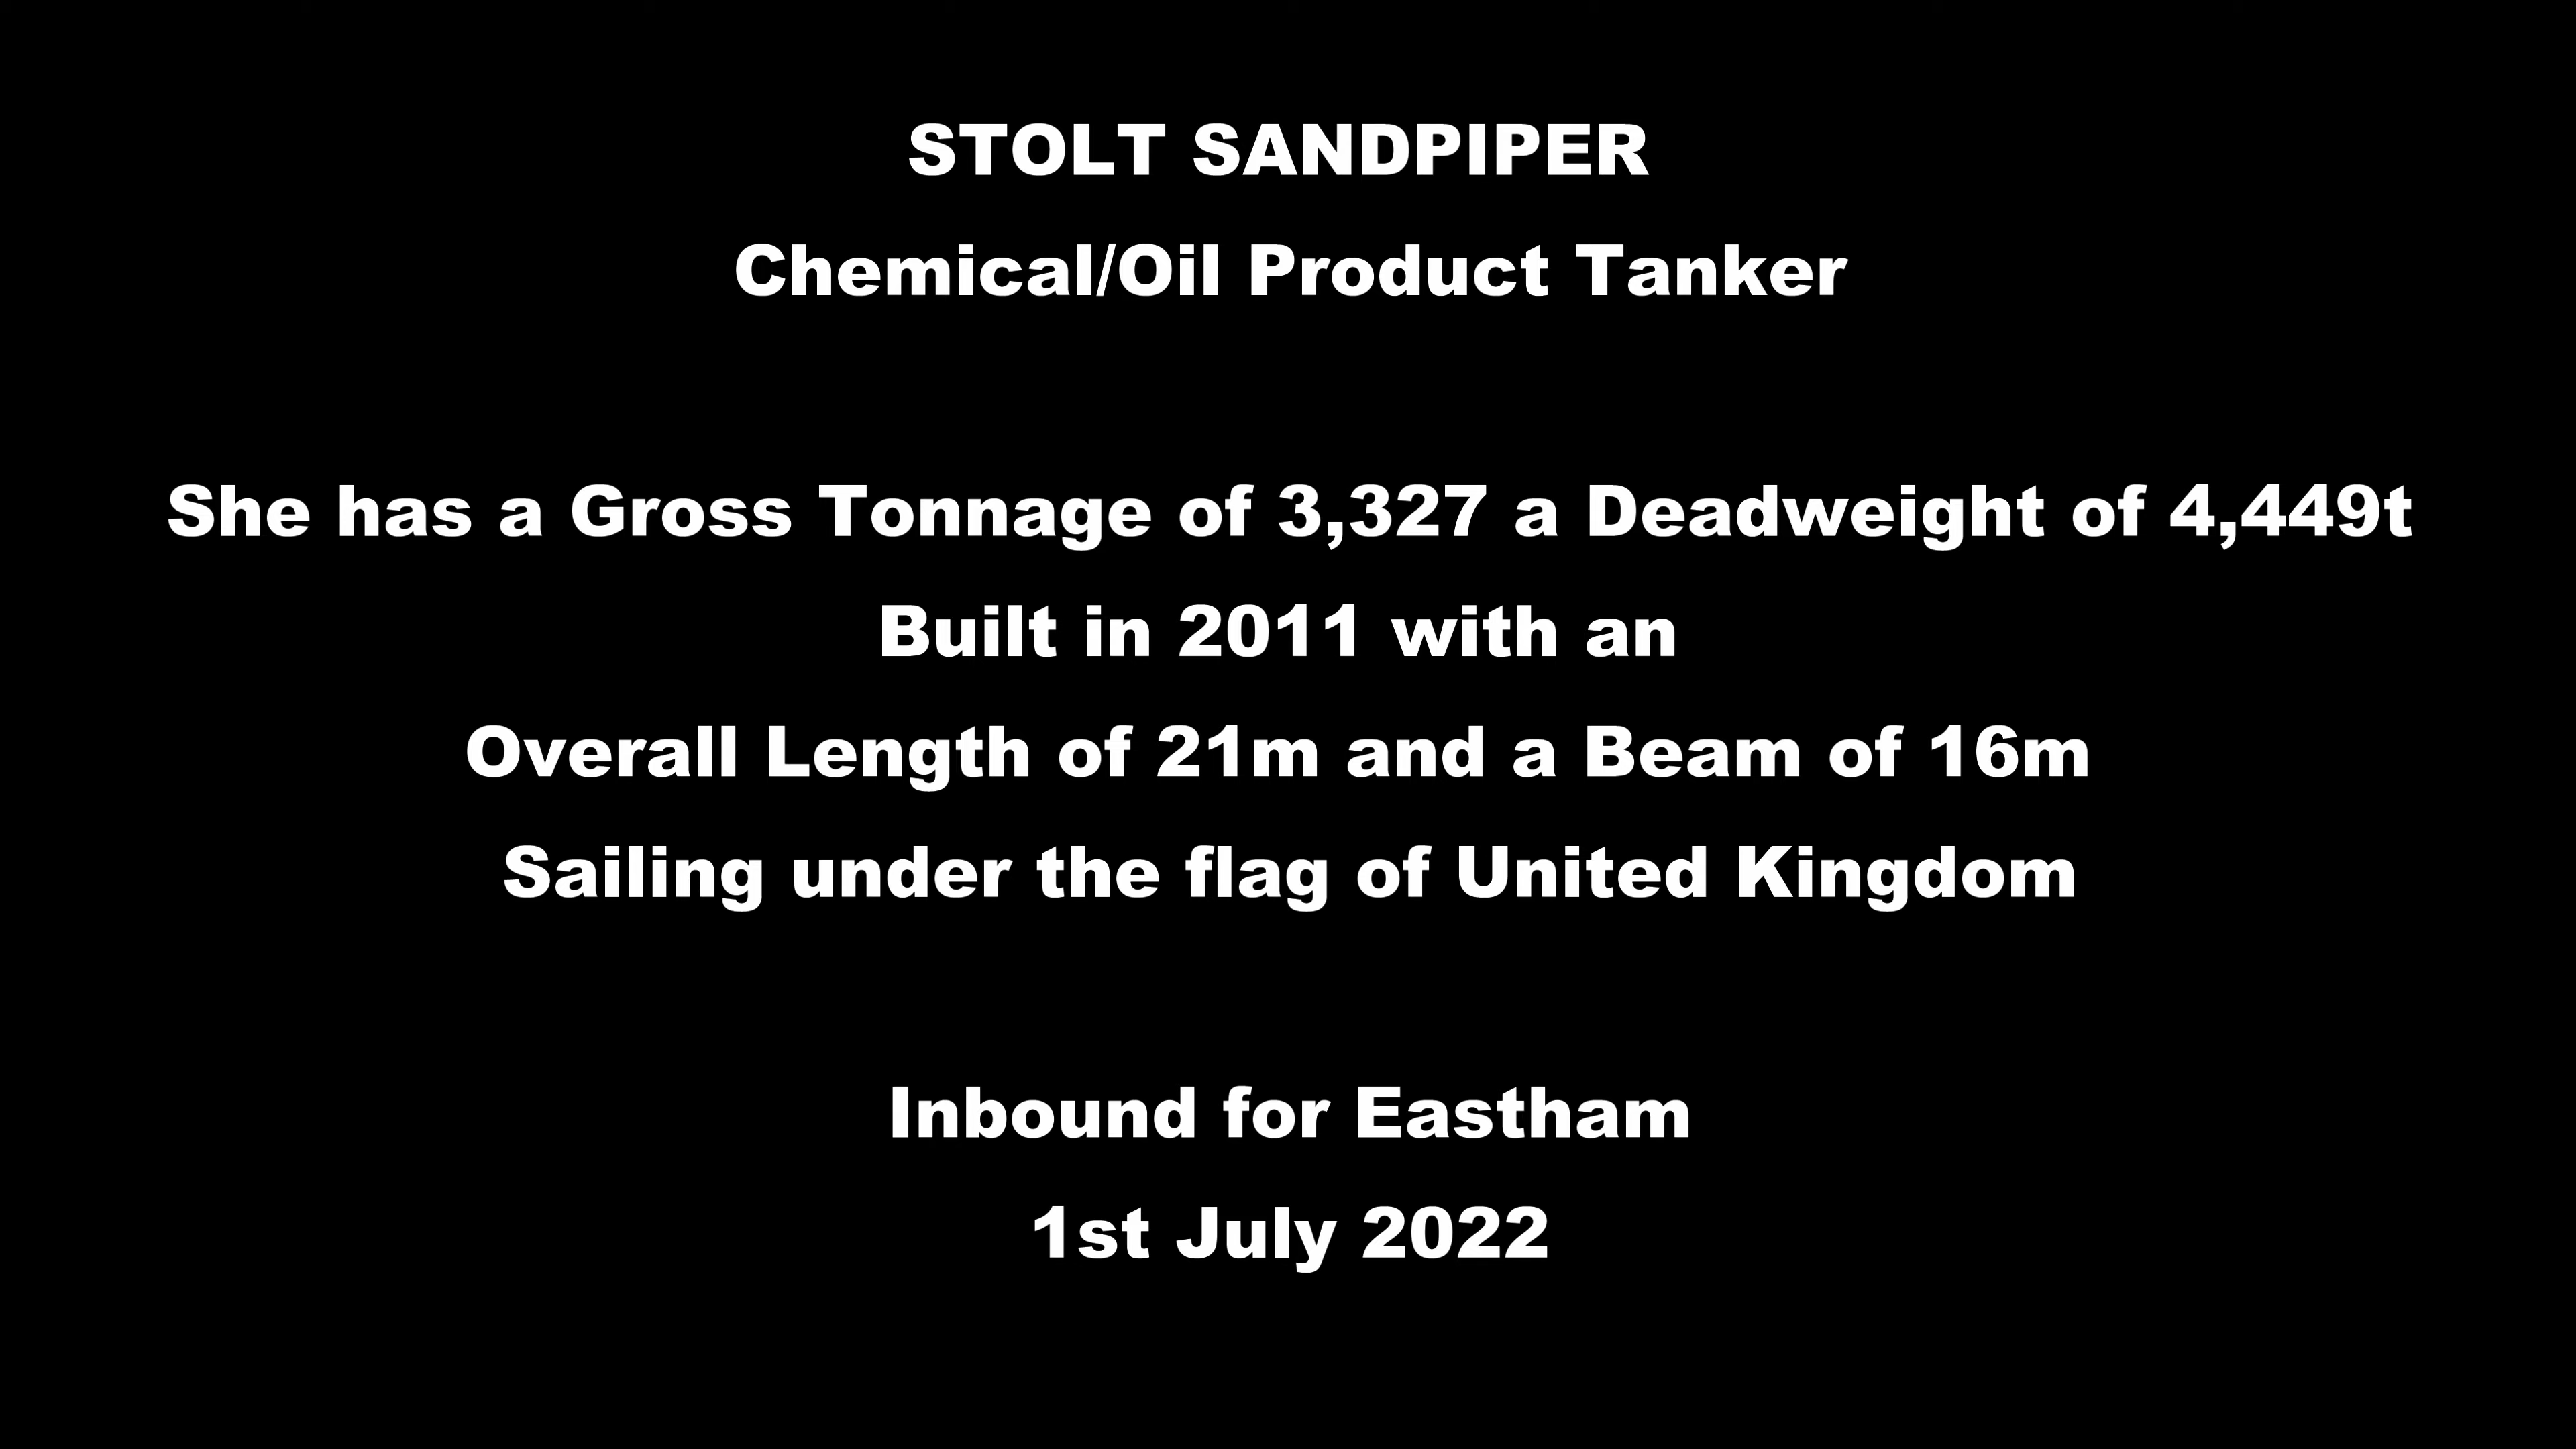 STOLT SANDPIPER
Chemical/Oil Product Tanker
She has a Gross Tonnage of 3,327 a Deadweight of 4,449t
Built in 2011 with an
Overall Length of 21m and a Beam of 16m
Sailing under the flag of United Kingdom
Inbound for Eastham
1st July 2022